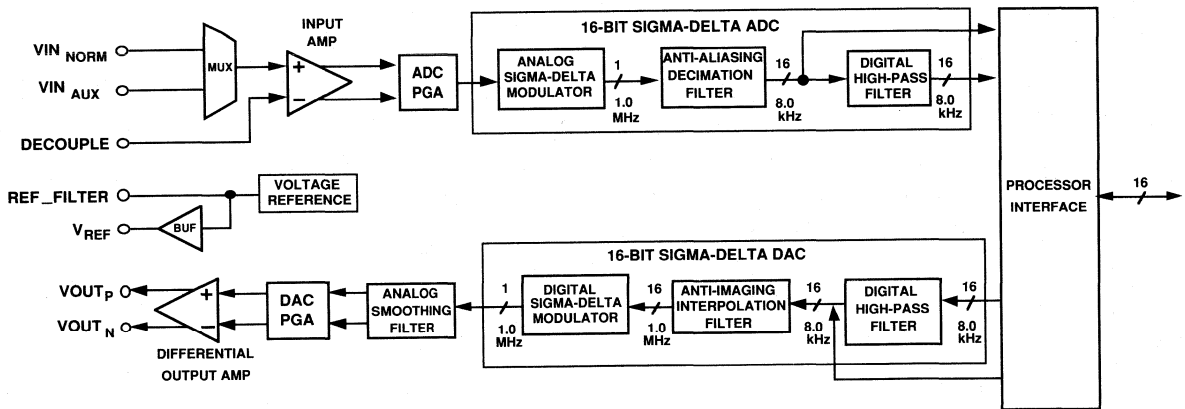 16-BIT SIGMA-DELTA ADC
INPUT
AMP
VIN NORM
VIN AUX
MUX
+
−
ADC
PGA
ANALOG
SIGMA-DELTA
MODULATOR
1
1.0
MHz
ANTI-ALIASING
DECIMATION
FILTER
16
8.0
kHz
DIGITAL
HIGH-PASS
FILTER
16
8.0
kHz
DECOUPLE
REF_FILTER
VOLTAGE
REFERENCE
VREF
BUF
PROCESSOR
INTERFACE
16
16-BIT SIGMA-DELTA DAC
VOUTP
VOUTN
+
−
DIFFERENTIAL
OUTPUT AMP
DAC
PGA
ANALOG
SMOOTHING
FILTER
1
1.0
MHz
DIGITAL
SIGMA-DELTA
MODULATOR
16
1.0
MHz
ANTI-IMAGING
INTERPOLATION
FILTER
16
8.0
kHz
DIGITAL
HIGH-PASS
FILTER
16
8.0
kHz